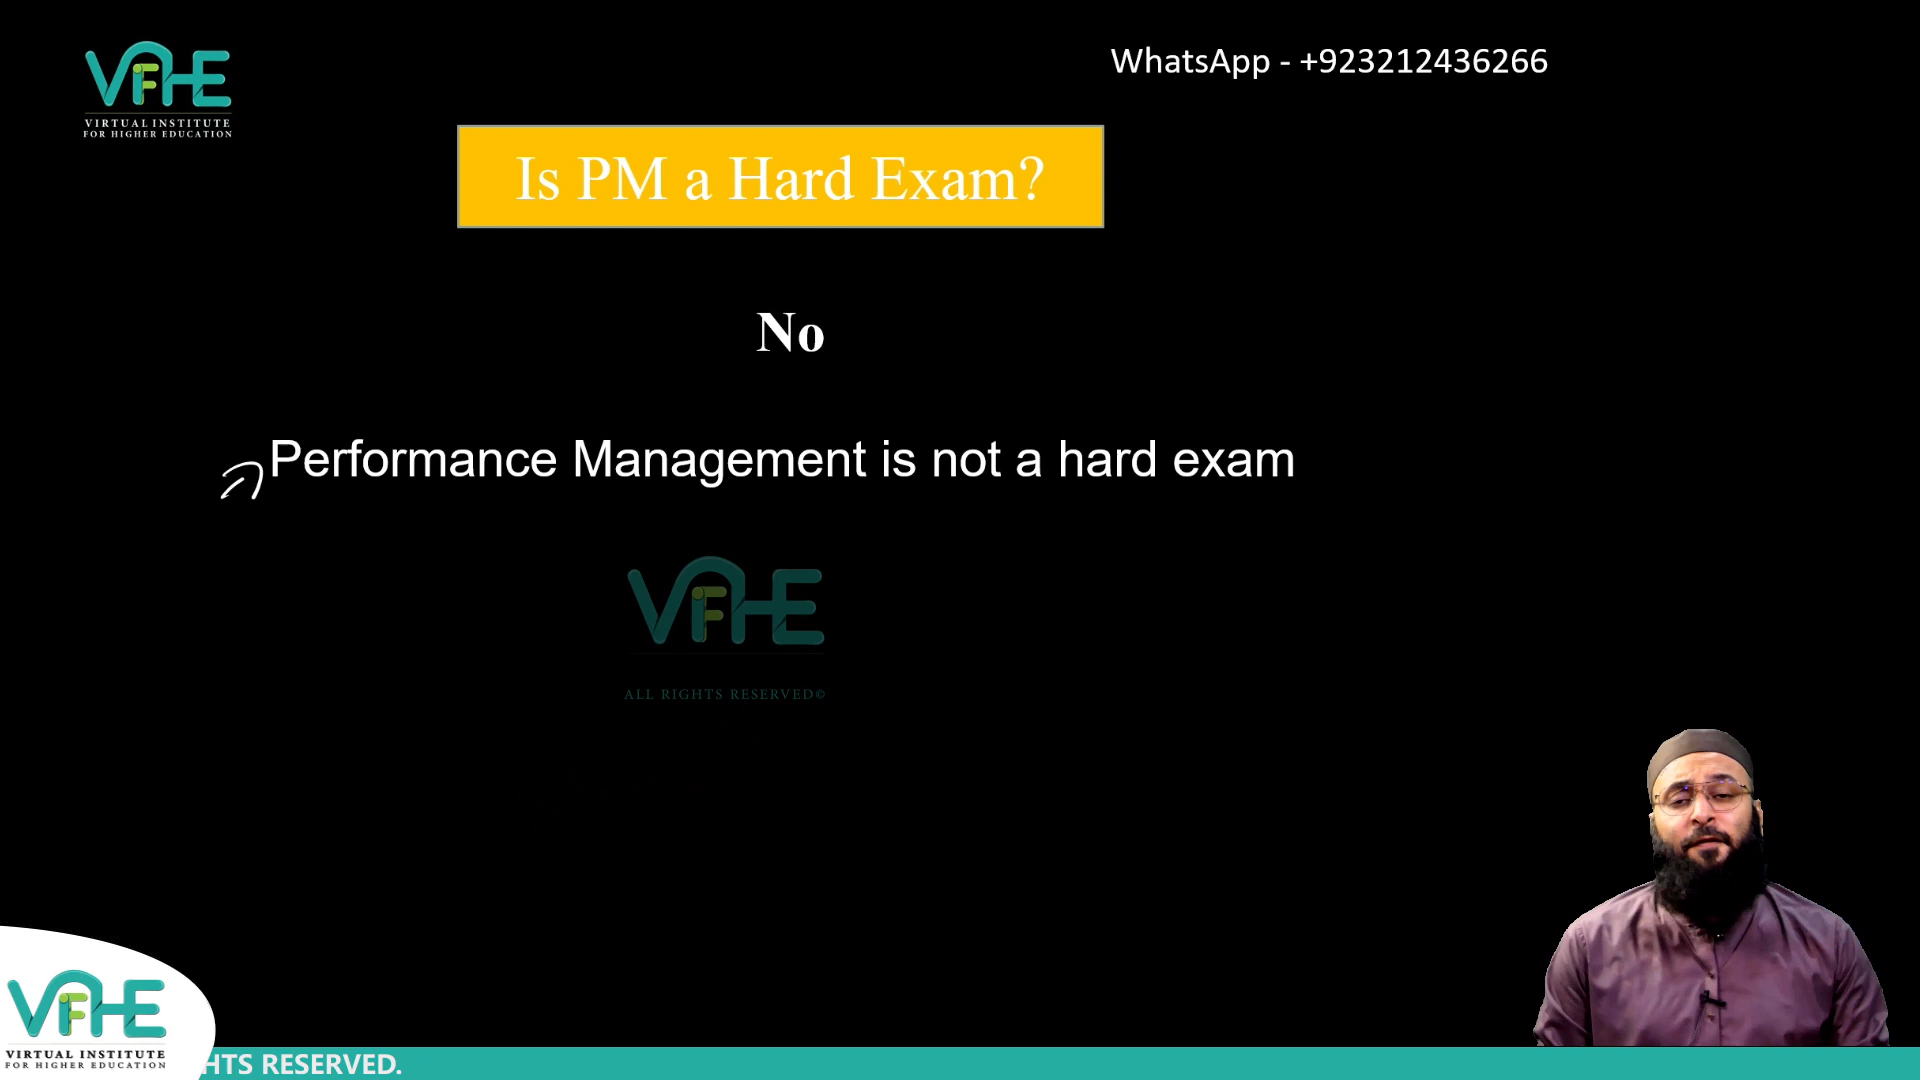 VIFHE
VIRTUAL INSTITUTE
FOR HIGHER EDUCATION
WhatsApp - +923212436266
Is PM a Hard Exam?
No
Performance Management is not a hard exam
VIFHE
ALL RIGHTS RESERVED©
VIFHE
VIRTUAL INSTITUTE
FOR HIGHER EDUCATION
HTS RESERVED.